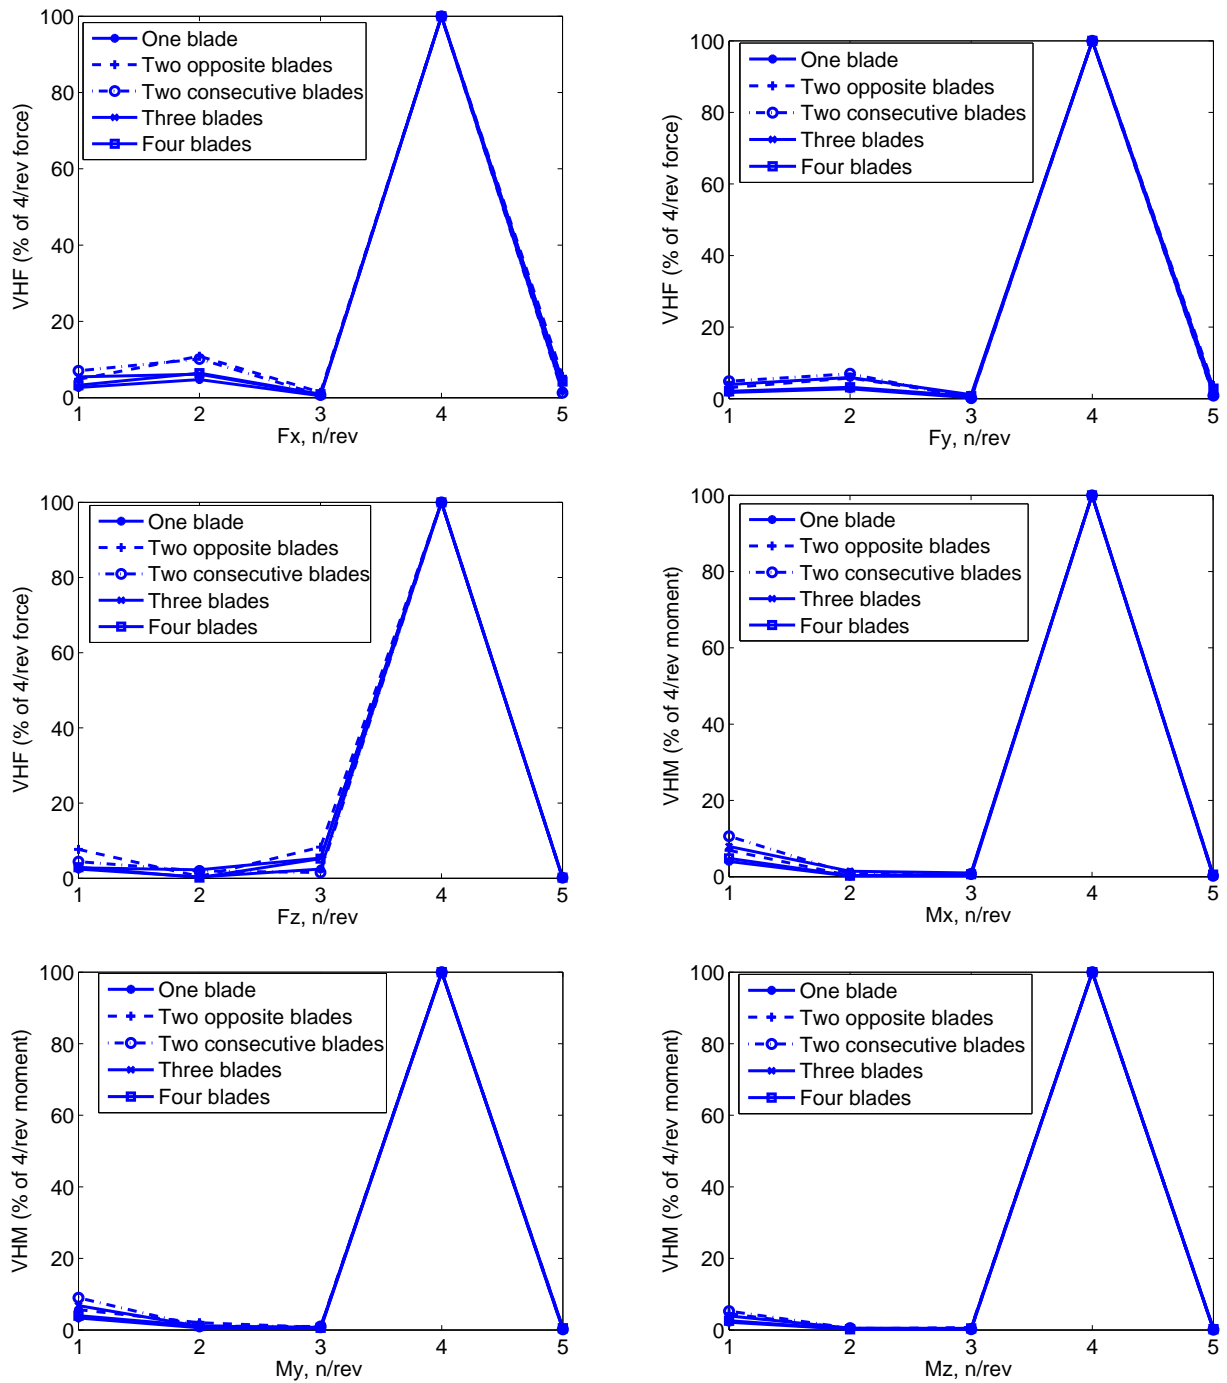 VHF (% of 4/rev force)
100
80
60
40
20
0
One blade
Two opposite blades
Two consecutive blades
Three blades
Four blades
1 2 3 4 5
Fx, n/rev
VHF (% of 4/rev force)
100
80
60
40
20
0
One blade
Two opposite blades
Two consecutive blades
Three blades
Four blades
1 2 3 4 5
Fy, n/rev
VHF (% of 4/rev force)
100
80
60
40
20
0
One blade
Two opposite blades
Two consecutive blades
Three blades
Four blades
1 2 3 4 5
Fz, n/rev
VHM (% of 4/rev moment)
100
80
60
40
20
0
One blade
Two opposite blades
Two consecutive blades
Three blades
Four blades
1 2 3 4 5
Mx, n/rev
VHM (% of 4/rev moment)
100
80
60
40
20
0
One blade
Two opposite blades
Two consecutive blades
Three blades
Four blades
1 2 3 4 5
My, n/rev
VHM (% of 4/rev moment)
100
80
60
40
20
0
One blade
Two opposite blades
Two consecutive blades
Three blades
Four blades
1 2 3 4 5
Mz, n/rev